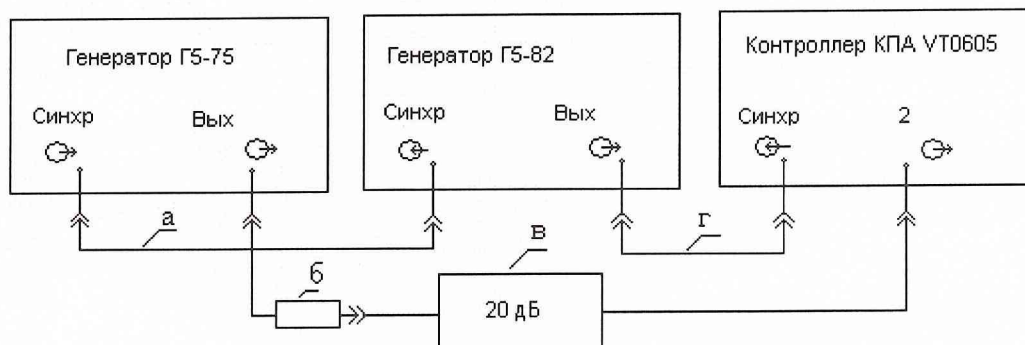 Генератор Г5-75
Генератор Г5-82
Контроллер КПА VT0605
Синхр
Вых
Синхр
Вых
Синхр
2
а
г
в
б
20 дБ